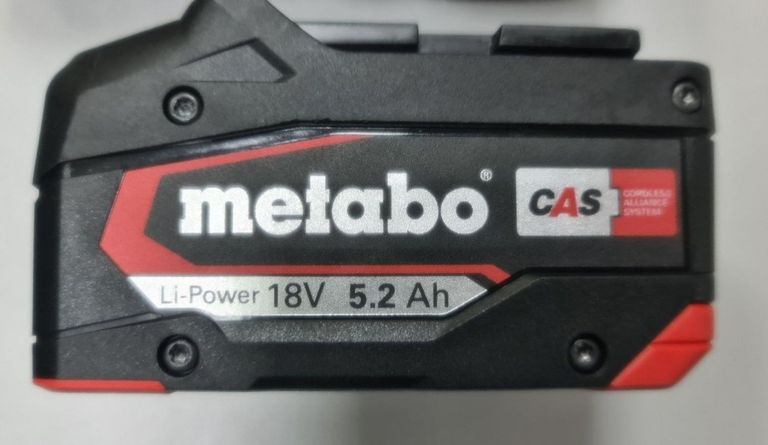 metabo®
CAS
CORDLESS
ALLIANCE
SYSTEM
Li-Power 18V 5.2 Ah